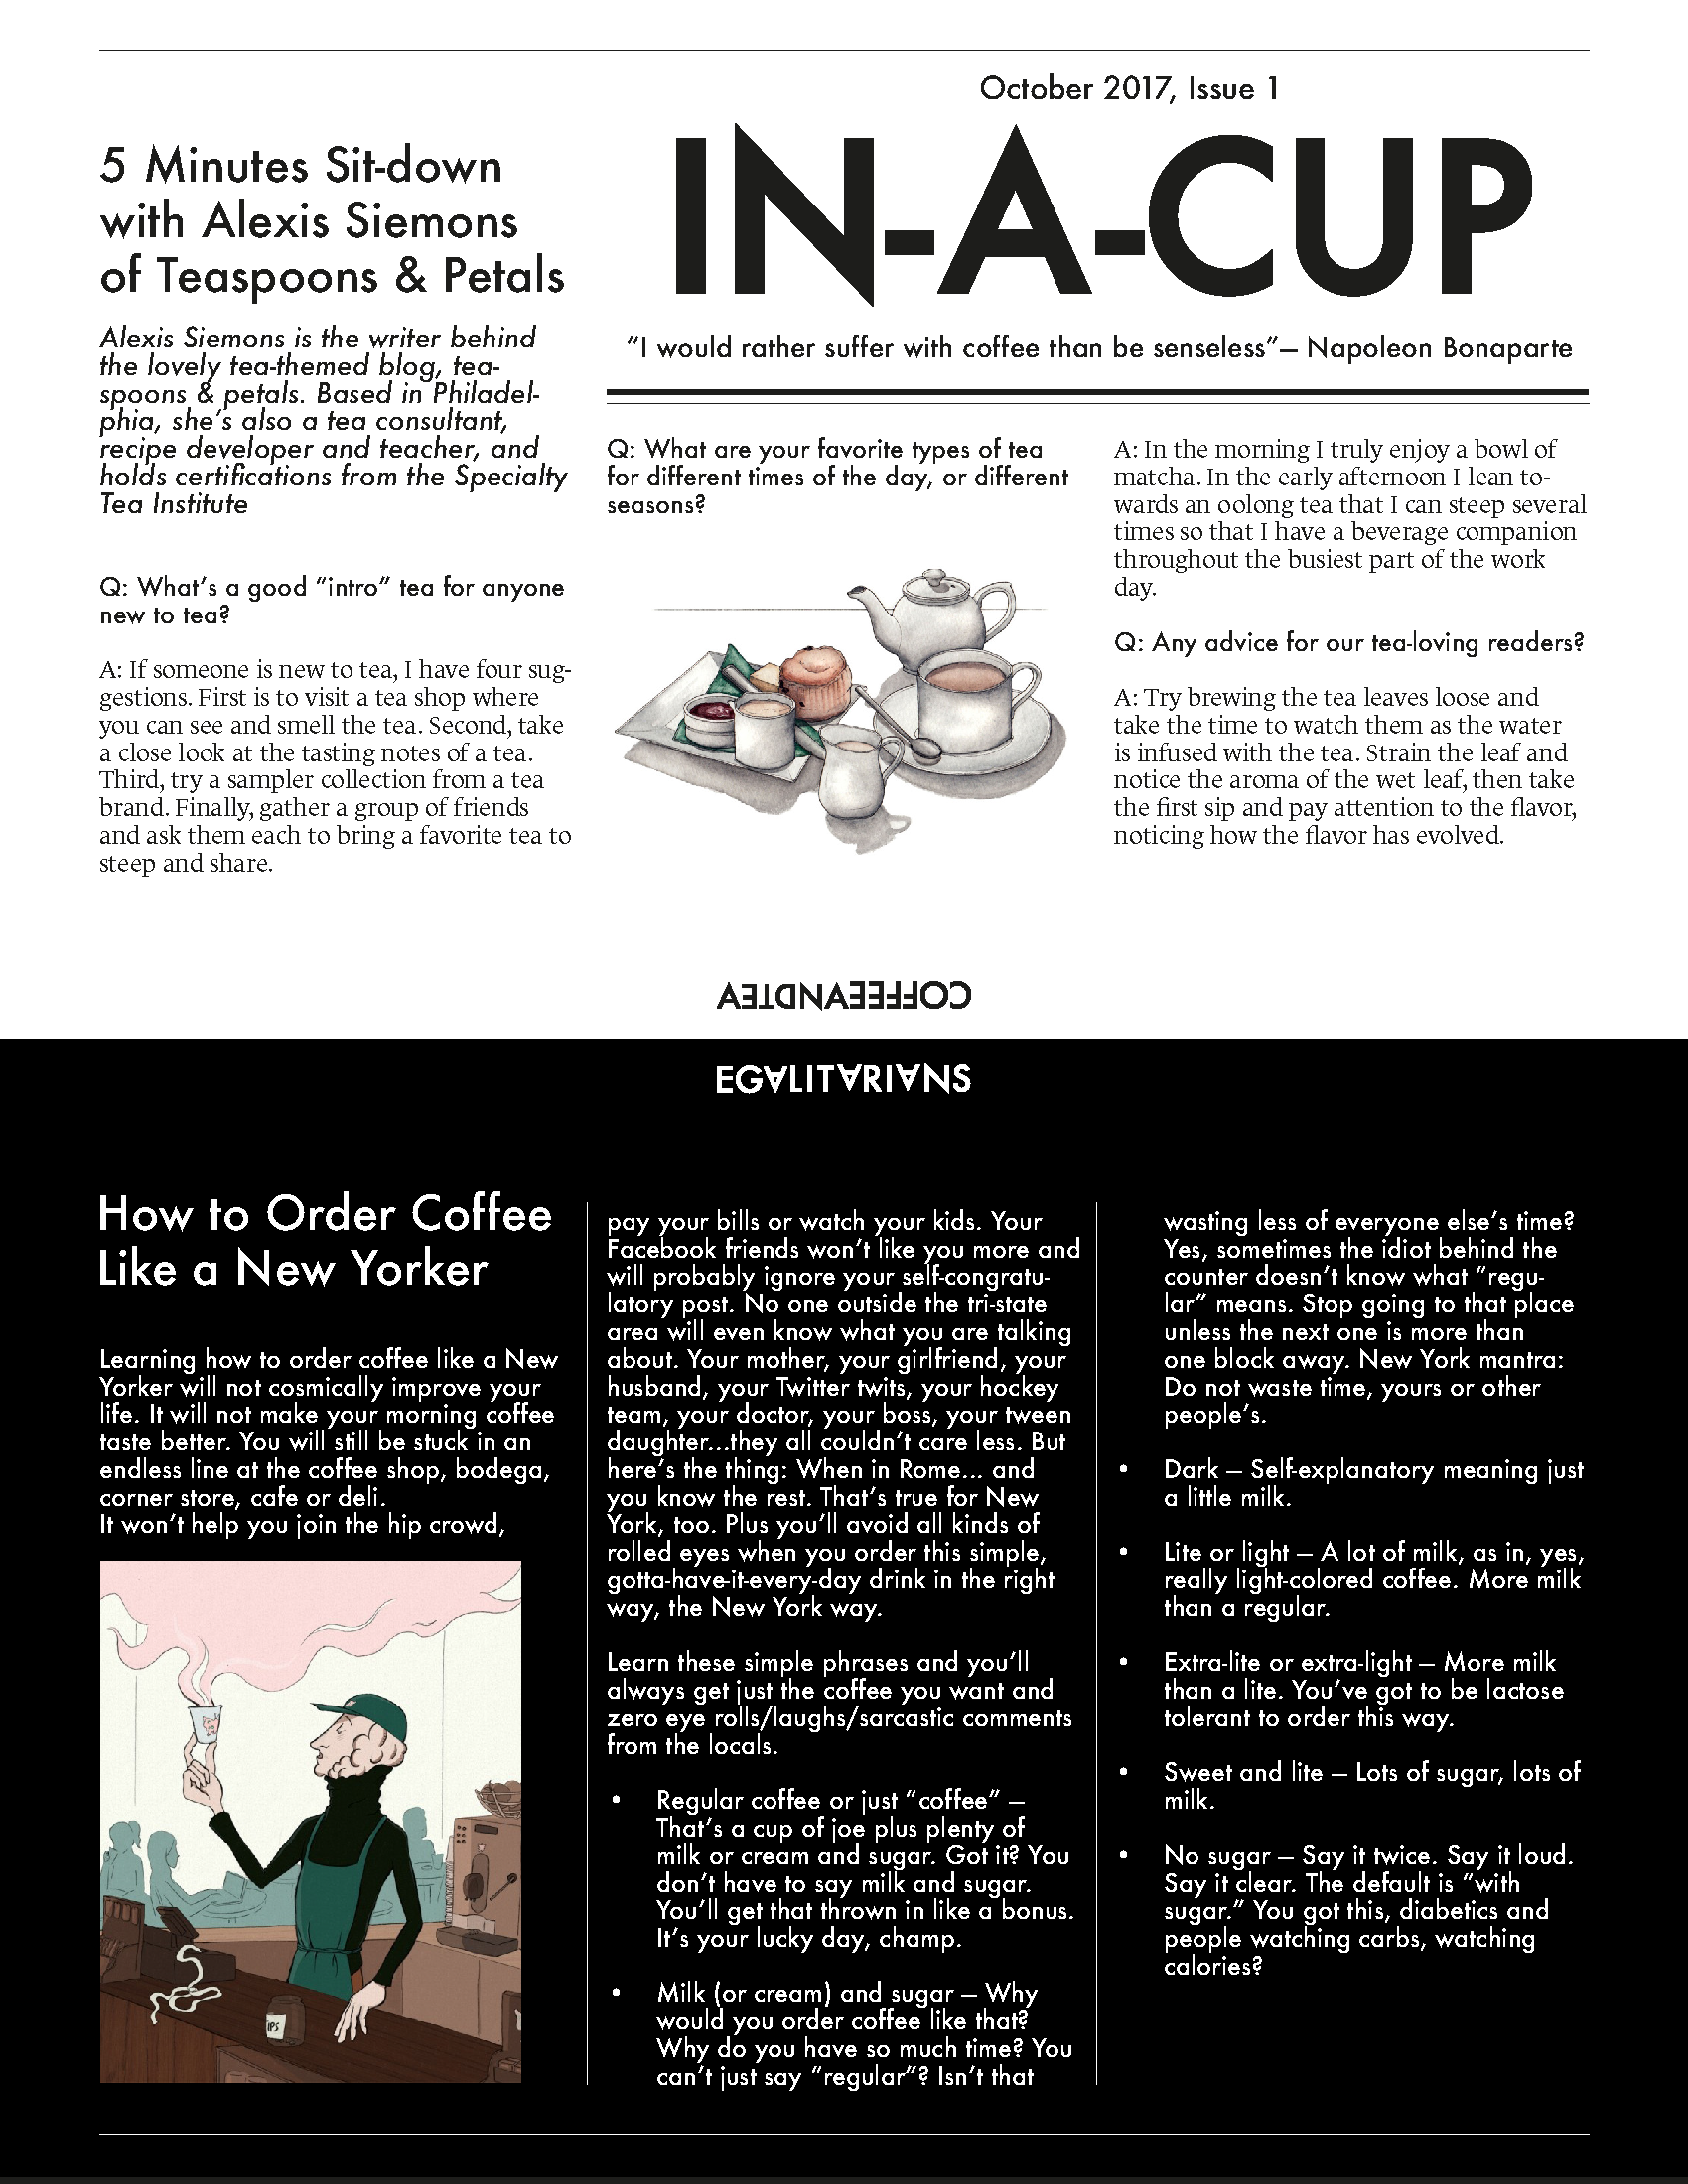 October 2017, Issue 1
IN-A-CUP
“I would rather suffer with coffee than be senseless”— Napoleon Bonaparte
5 Minutes Sit-down
with Alexis Siemons
of Teaspoons & Petals
Alexis Siemons is the writer behind
the lovely tea-themed blog, tea-
spoons & petals. Based in Philadel-
phia, she’s also a tea consultant,
recipe developer and teacher, and
holds certifications from the Specialty
Tea Institute
Q: What’s a good “intro” tea for anyone
new to tea?
A: If someone is new to tea, I have four sug-
gestions. First is to visit a tea shop where
you can see and smell the tea. Second, take
a close look at the tasting notes of a tea.
Third, try a sampler collection from a tea
brand. Finally, gather a group of friends
and ask them each to bring a favorite tea to
steep and share.
Q: What are your favorite types of tea
for different times of the day, or different
seasons?
A: In the morning I truly enjoy a bowl of
matcha. In the early afternoon I lean to-
wards an oolong tea that I can steep several
times so that I have a beverage companion
throughout the busiest part of the work
day.
Q: Any advice for our tea-loving readers?
A: Try brewing the tea leaves loose and
take the time to watch them as the water
is infused with the tea. Strain the leaf and
notice the aroma of the wet leaf, then take
the first sip and pay attention to the flavor,
noticing how the flavor has evolved.
COFFEEANDTEA
EGALITARIANS
How to Order Coffee
Like a New Yorker
Learning how to order coffee like a New
Yorker will not cosmically improve your
life. It will not make your morning coffee
taste better. You will still be stuck in an
endless line at the coffee shop, bodega,
corner store, cafe or deli.
It won’t help you join the hip crowd,
IPS
pay your bills or watch your kids. Your
Facebook friends won’t like you more and
will probably ignore your self-congratu-
latory post. No one outside the tri-state
area will even know what you are talking
about. Your mother, your girlfriend, your
husband, your Twitter twits, your hockey
team, your doctor, your boss, your tween
daughter...they all couldn’t care less. But
here’s the thing: When in Rome... and
you know the rest. That’s true for New
York, too. Plus you’ll avoid all kinds of
rolled eyes when you order this simple,
gotta-have-it-every-day drink in the right
way, the New York way.
Learn these simple phrases and you’ll
always get just the coffee you want and
zero eye rolls/laughs/sarcastic comments
from the locals.
• Regular coffee or just “coffee” —
That’s a cup of joe plus plenty of
milk or cream and sugar. Got it? You
don’t have to say milk and sugar.
You’ll get that thrown in like a bonus.
It’s your lucky day, champ.
• Milk (or cream) and sugar — Why
would you order coffee like that?
Why do you have so much time? You
can’t just say “regular”? Isn’t that
wasting less of everyone else’s time?
Yes, sometimes the idiot behind the
counter doesn’t know what “regu-
lar” means. Stop going to that place
unless the next one is more than
one block away. New York mantra:
Do not waste time, yours or other
people’s.
• Dark — Self-explanatory meaning just
a little milk.
• Lite or light — A lot of milk, as in, yes,
really light-colored coffee. More milk
than a regular.
• Extra-lite or extra-light — More milk
than a lite. You’ve got to be lactose
tolerant to order this way.
• Sweet and lite — Lots of sugar, lots of
milk.
• No sugar — Say it twice. Say it loud.
Say it clear. The default is “with
sugar.” You got this, diabetics and
people watching carbs, watching
calories?